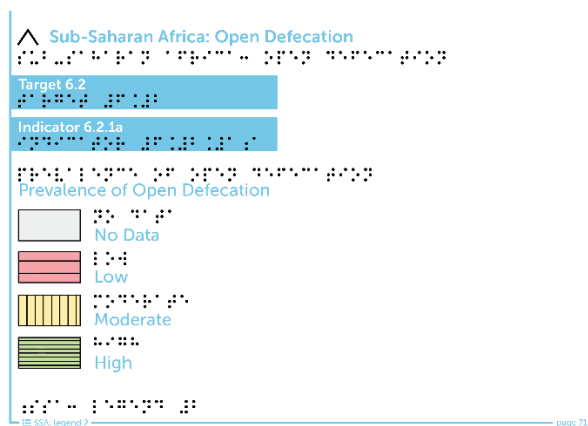 Sub-Saharan Africa: Open Defecation
⠎⠥⠃⠤⠎⠁⠓⠁⠗⠁⠝ ⠁⠋⠗⠊⠉⠁⠒ ⠕⠏⠑⠝ ⠙⠑⠋⠑⠉⠁⠞⠊⠕⠝
Target 6.2
⠞⠁⠗⠛⠑⠞
Indicator 6.2.1a
⠊⠝⠙⠊⠉⠁⠞⠕⠗
⠏⠗⠑⠧⠁⠇⠑⠝⠉⠑ ⠕⠋ ⠕⠏⠑⠝ ⠙⠑⠋⠑⠉⠁⠞⠊⠕⠝
Prevalence of Open Defecation
⠝⠕ ⠙⠁⠞⠁
No Data
⠇⠕⠺
Low
⠍⠕⠙⠑⠗⠁⠞⠑
Moderate
⠓⠊⠛⠓
High
⠇⠑⠛⠑⠝⠙ ⠼⠃
SSA: legend 2
page 71